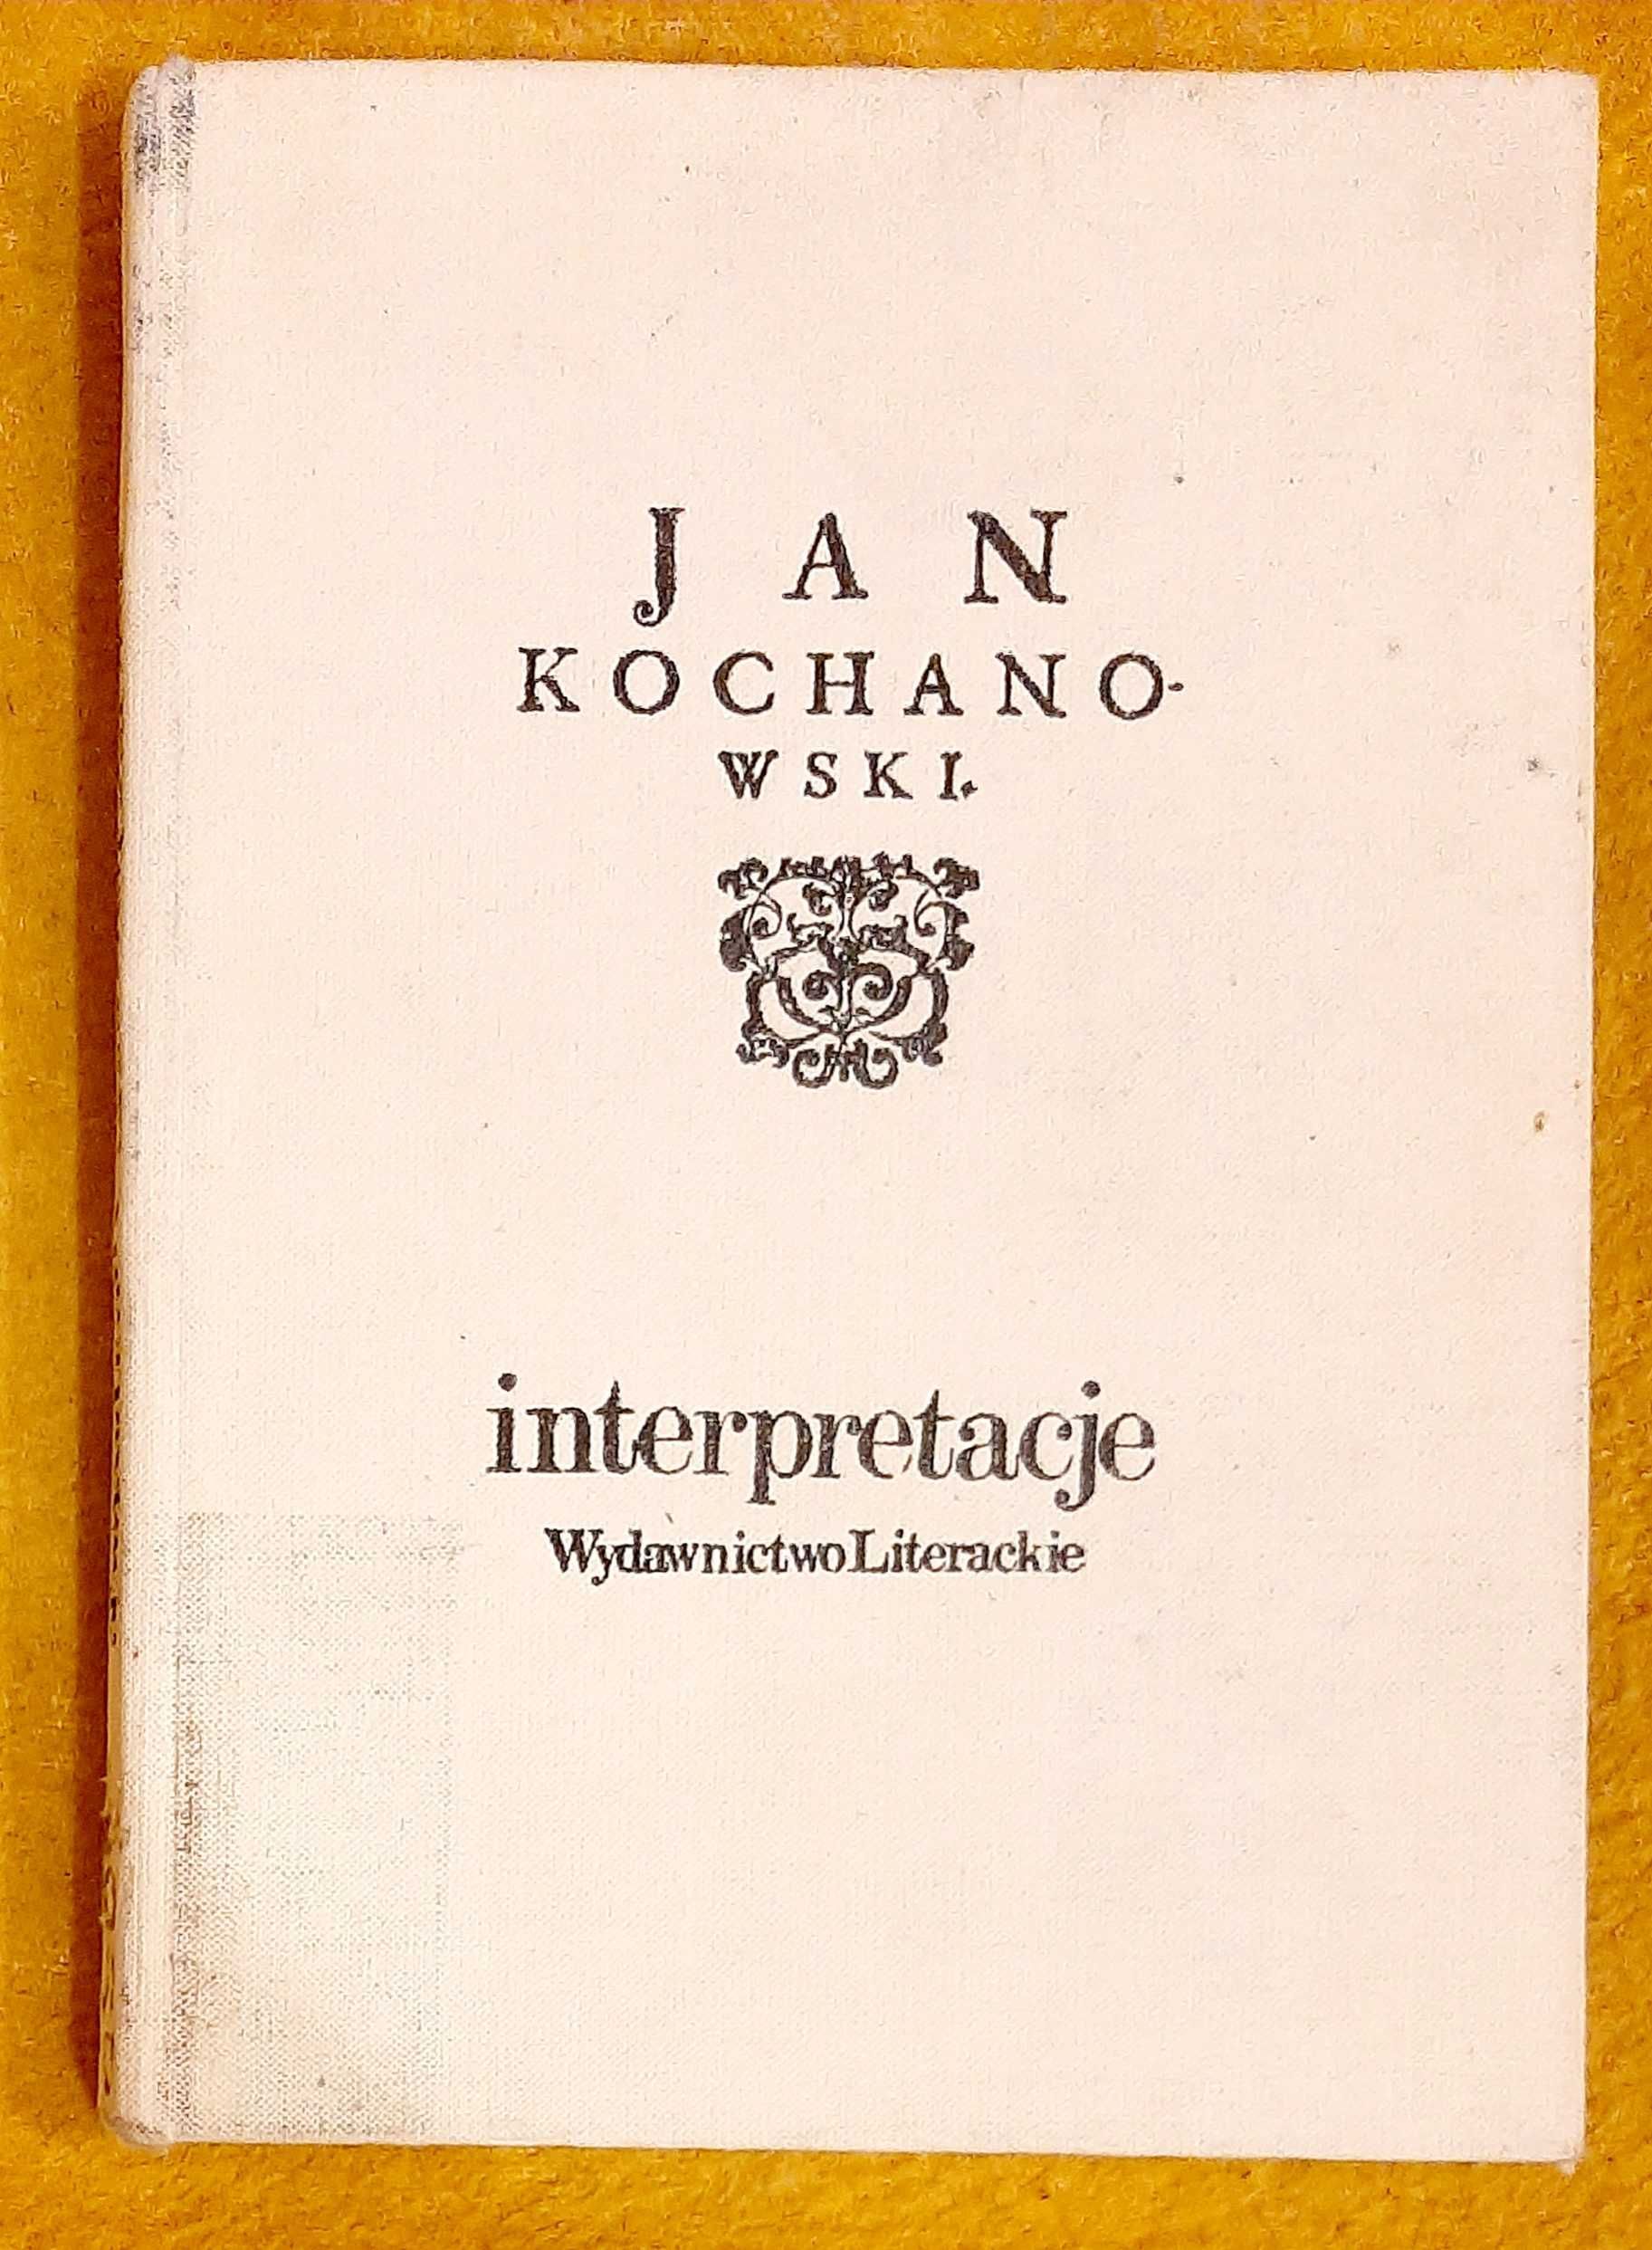 JAN
KOCHANO-
WSKI.
interpretacje
Wydawnictwo Literackie